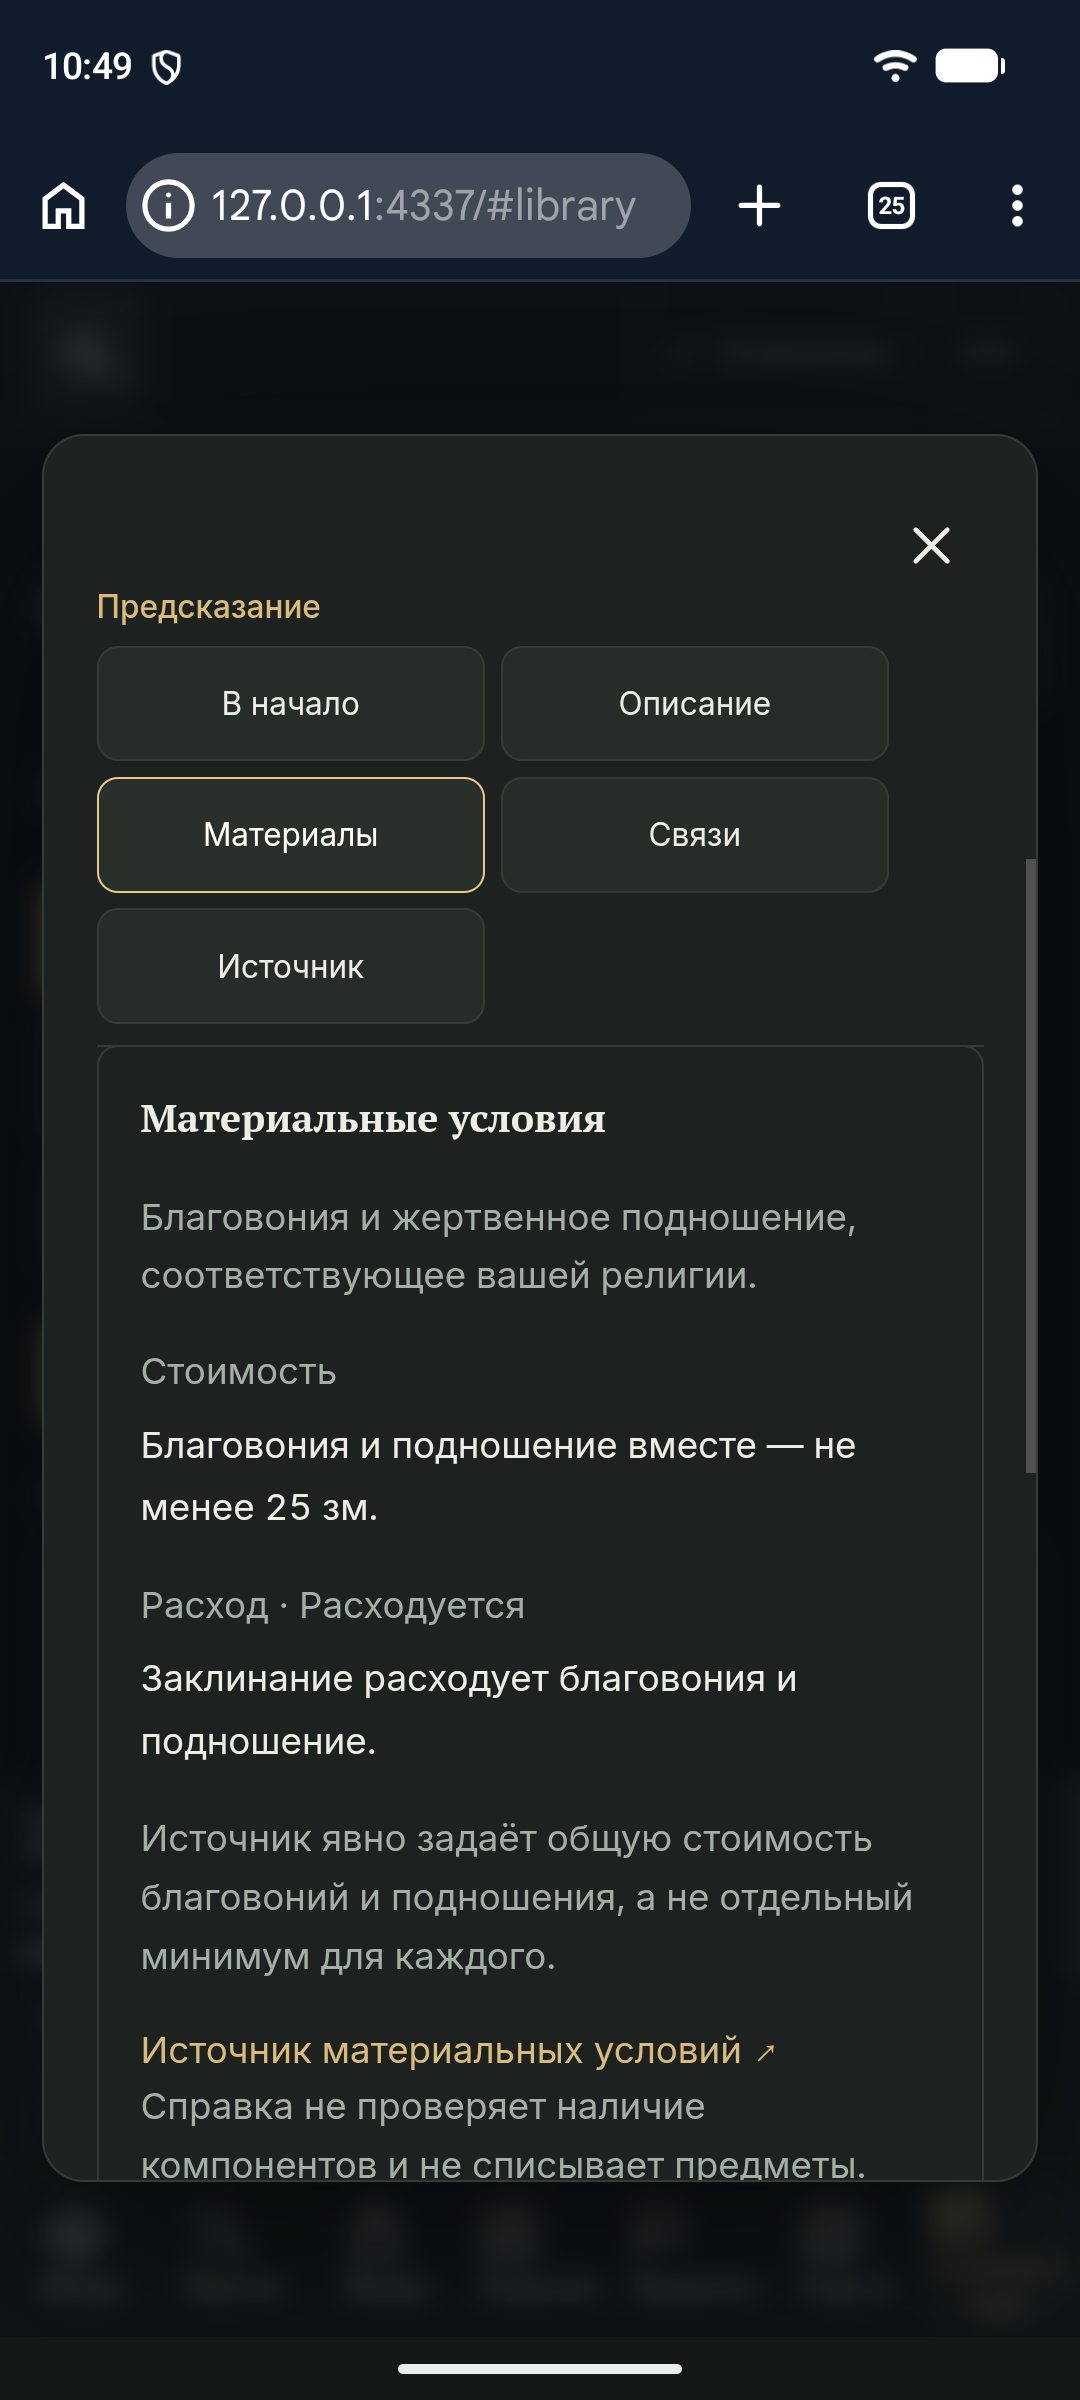 10:49
127.0.0.1:4337/#library
25
Предсказание
В начало
Описание
Материалы
Связи
Источник
Материальные условия
Благовония и жертвенное подношение,
соответствующее вашей религии.
Стоимость
Благовония и подношение вместе — не
менее 25 зм.
Расход · Расходуется
Заклинание расходует благовония и
подношение.
Источник явно задаёт общую стоимость
благовоний и подношения, а не отдельный
минимум для каждого.
Источник материальных условий ↗
Справка не проверяет наличие
компонентов и не списывает предметы.